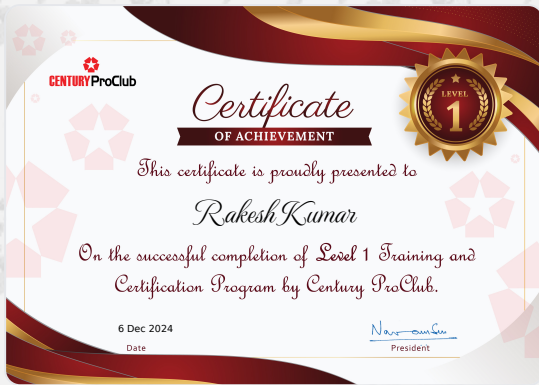 CENTURY ProClub
Certificate
OF ACHIEVEMENT
LEVEL
1
This certificate is proudly presented to
Rakesh Kumar
On the successful completion of Level 1 Training and
Certification Program by Century ProClub.
6 Dec 2024
Date
President